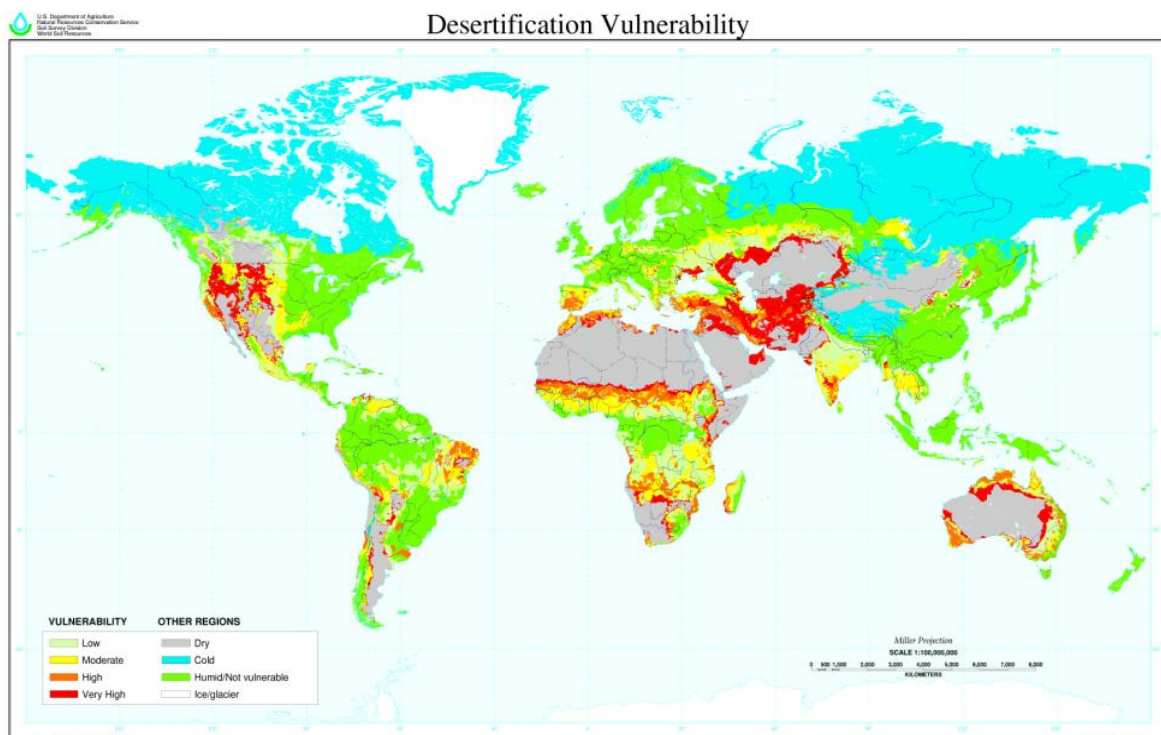 U.S. Department of Agriculture
Natural Resources Conservation Service
Soil Survey Division
World Soil Resources
Desertification Vulnerability
VULNERABILITY
Low
Moderate
High
Very High
OTHER REGIONS
Dry
Cold
Humid/Not vulnerable
Ice/glacier
Miller Projection
SCALE 1:100,000,000
0 500 1,000 2,000 3,000 4,000 5,000 6,000 7,000 8,000
KILOMETERS